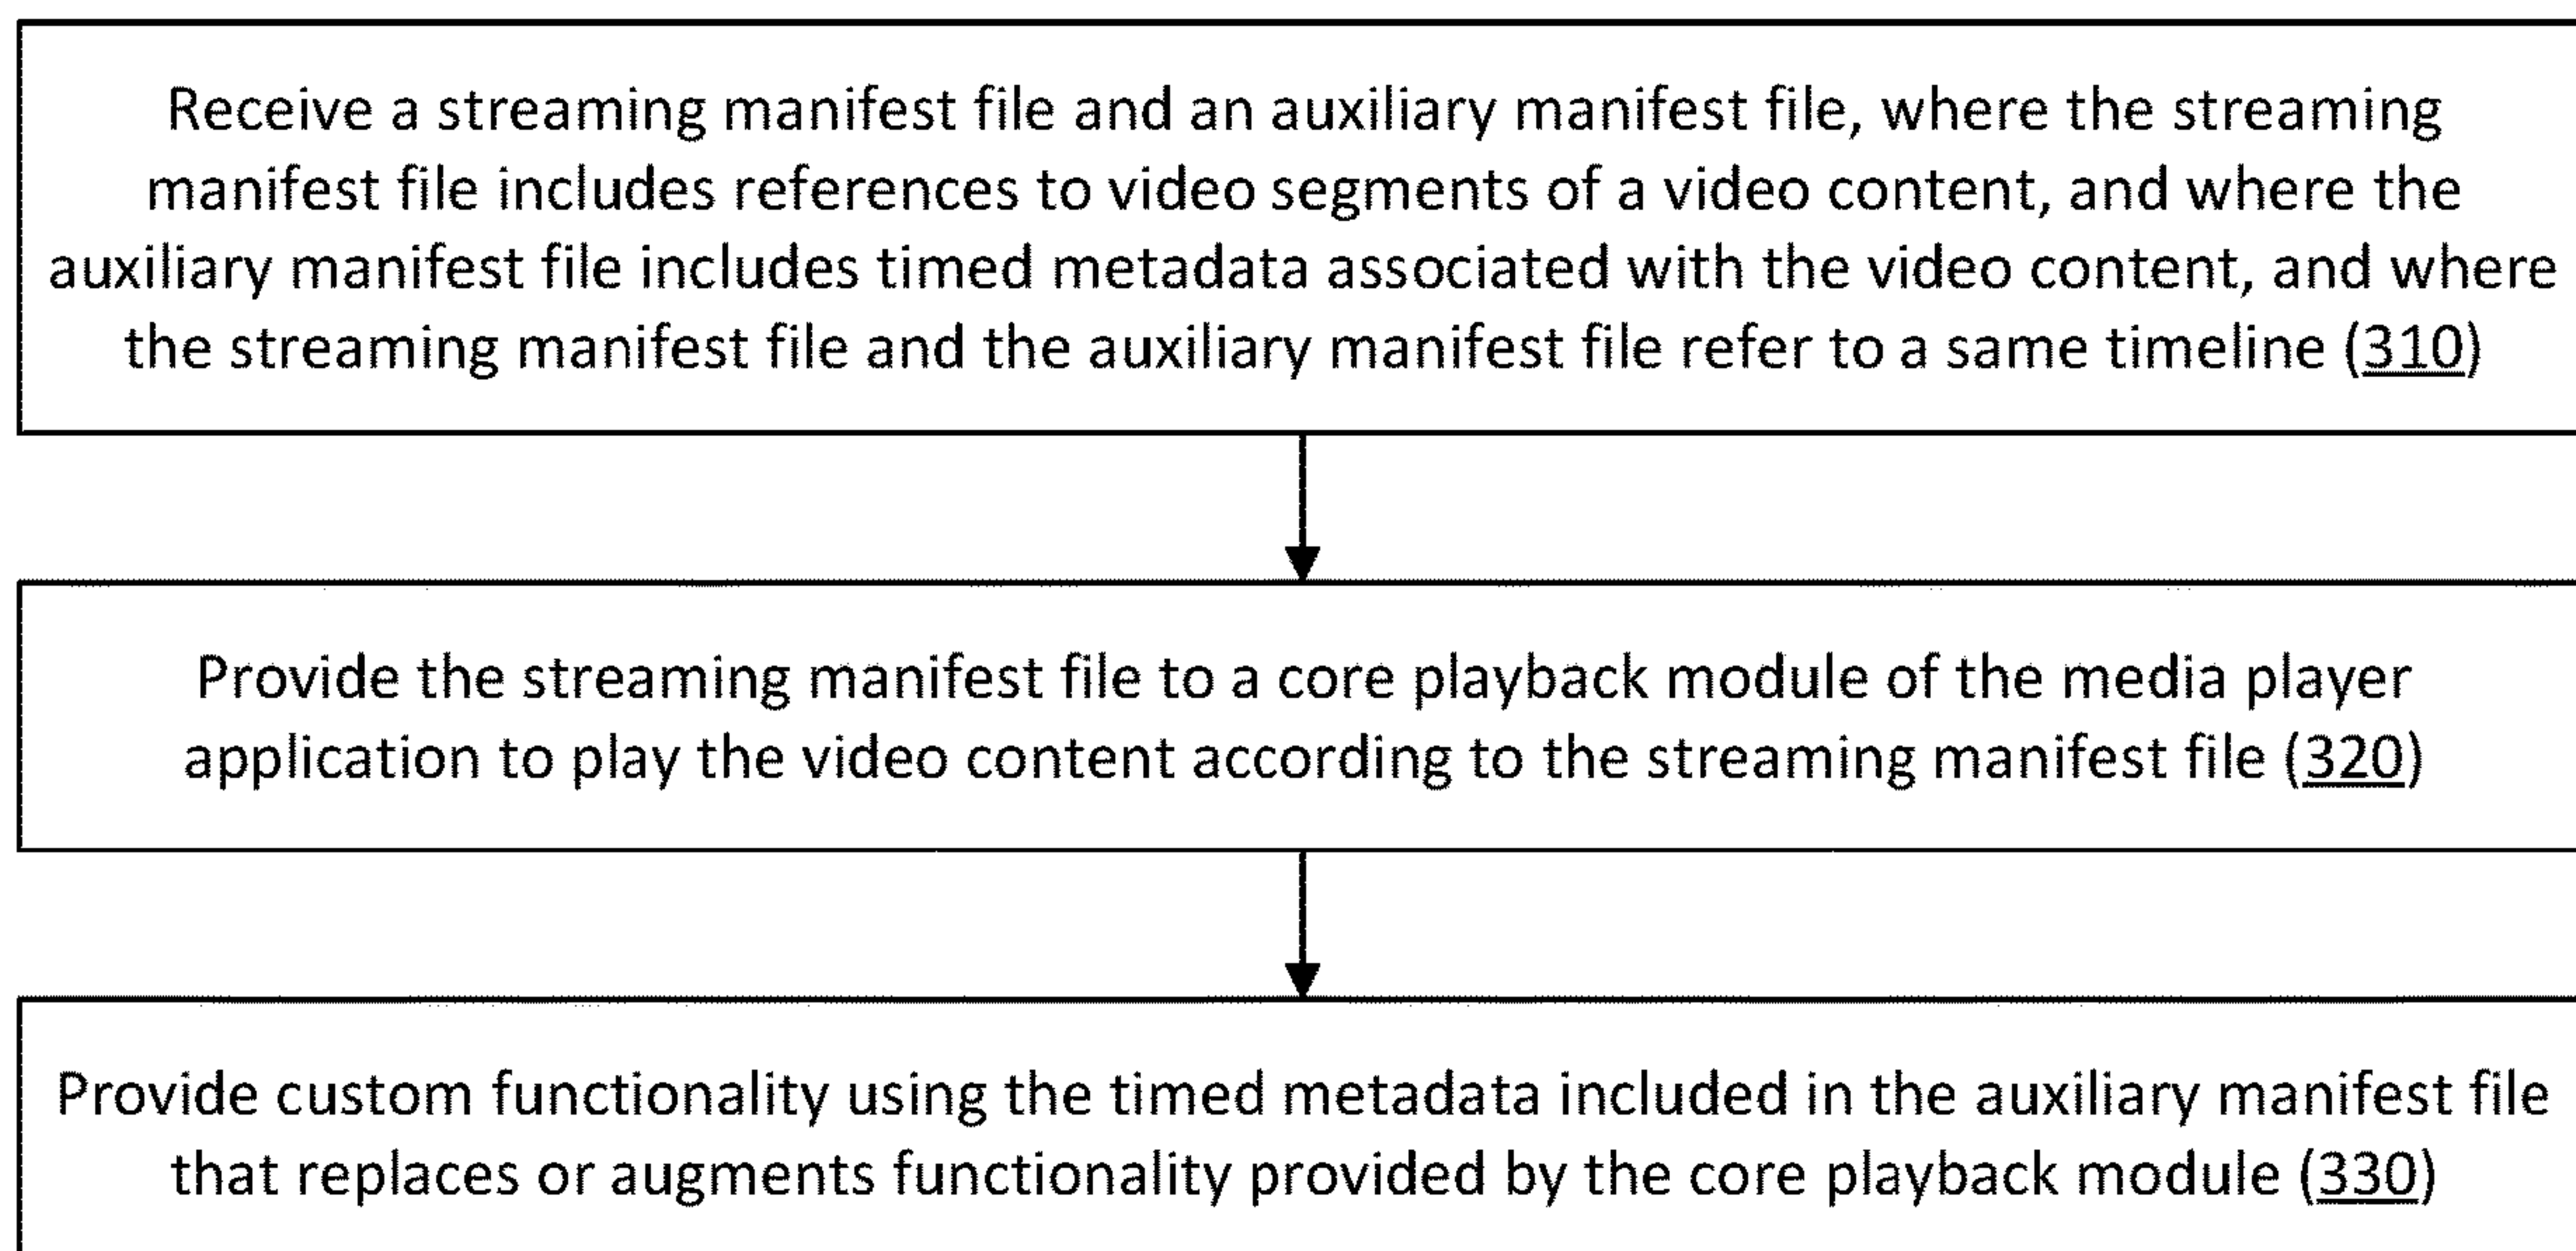 Receive a streaming manifest file and an auxiliary manifest file, where the streaming
manifest file includes references to video segments of a video content, and where the
auxiliary manifest file includes timed metadata associated with the video content, and where
the streaming manifest file and the auxiliary manifest file refer to a same timeline (310)
Provide the streaming manifest file to a core playback module of the media player
application to play the video content according to the streaming manifest file (320)
Provide custom functionality using the timed metadata included in the auxiliary manifest file
that replaces or augments functionality provided by the core playback module (330)